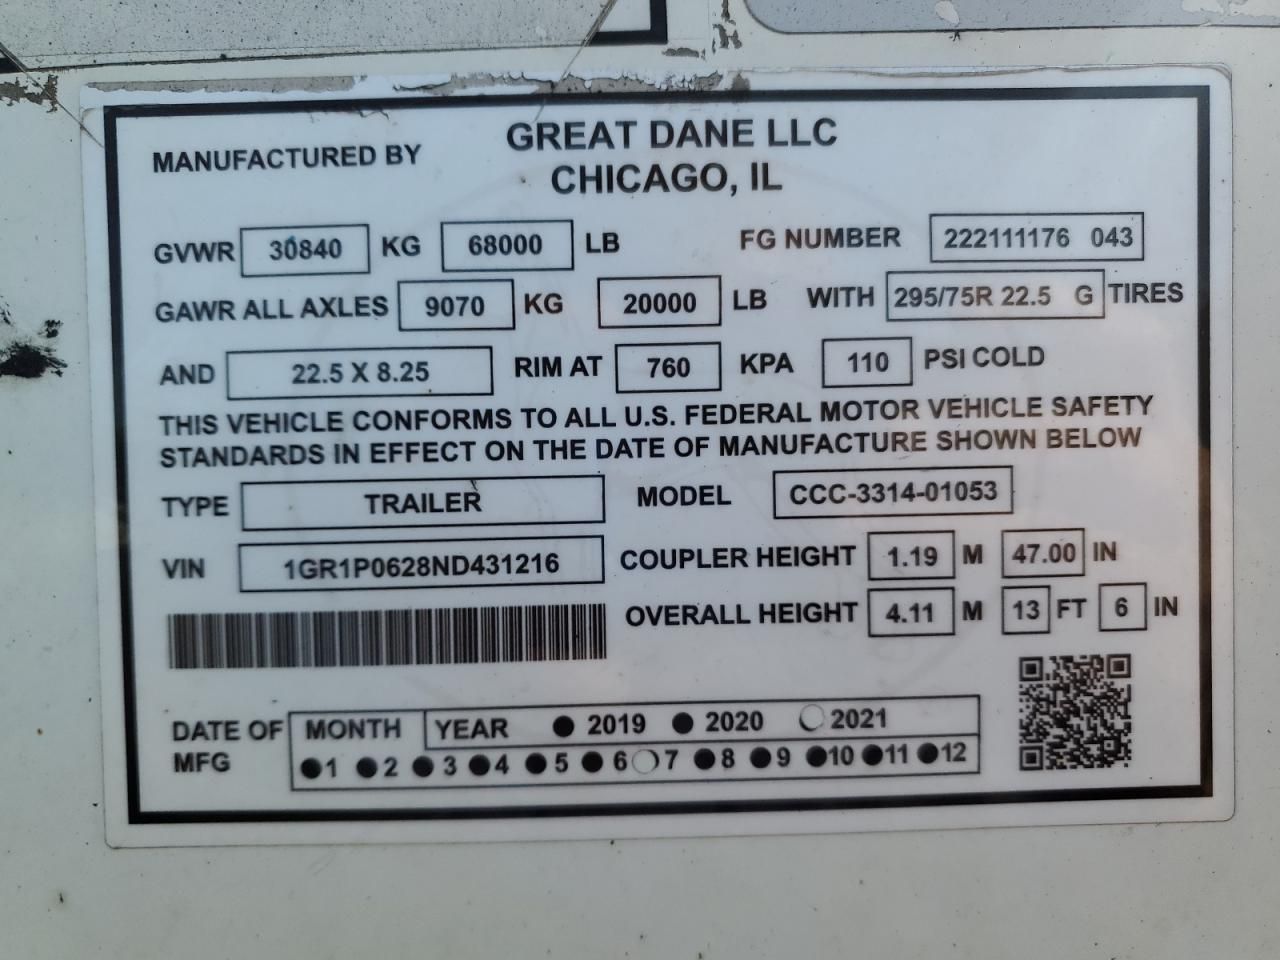 MANUFACTURED BY GREAT DANE LLC
CHICAGO, IL
GVWR 30840 KG 68000 LB FG NUMBER 222111176 043
GAWR ALL AXLES 9070 KG 20000 LB WITH 295/75R 22.5 G TIRES
AND 22.5 X 8.25 RIM AT 760 KPA 110 PSI COLD
THIS VEHICLE CONFORMS TO ALL U.S. FEDERAL MOTOR VEHICLE SAFETY
STANDARDS IN EFFECT ON THE DATE OF MANUFACTURE SHOWN BELOW
TYPE TRAILER MODEL CCC-3314-01053
VIN 1GR1P0628ND431216 COUPLER HEIGHT 1.19 M 47.00 IN
OVERALL HEIGHT 4.11 M 13 FT 6 IN
DATE OF MFG MONTH YEAR 2019 2020 2021
1 2 3 4 5 6 7 8 9 10 11 12